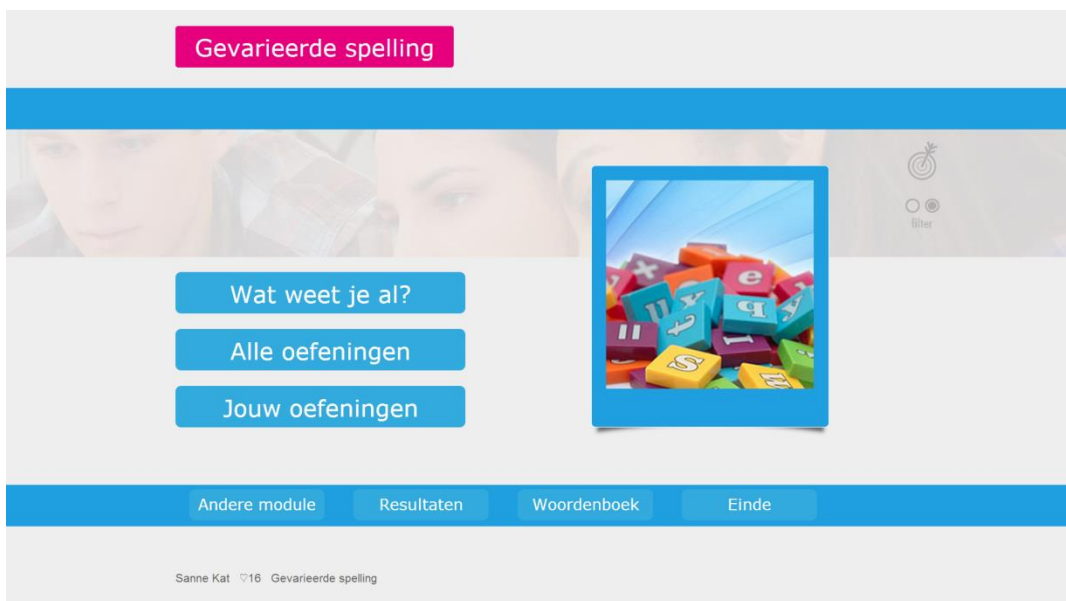 Gevarieerde spelling
filter
Wat weet je al?
Alle oefeningen
Jouw oefeningen
Andere module
Resultaten
Woordenboek
Einde
Sanne Kat ♡16 Gevarieerde spelling